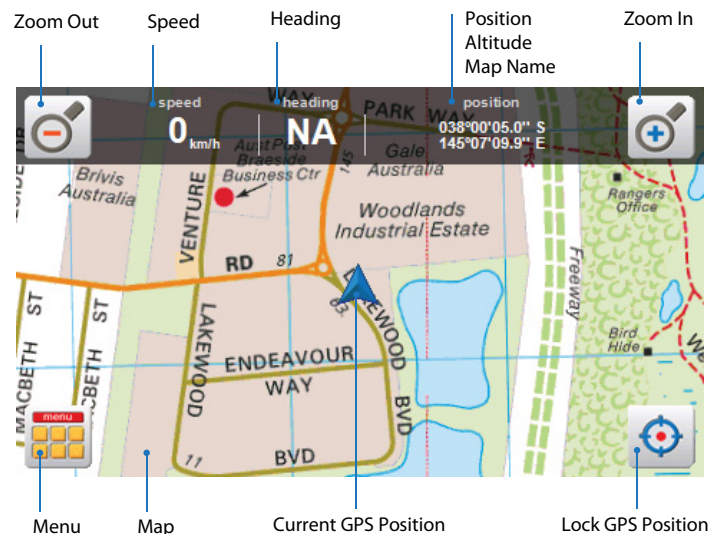 Zoom Out
Speed
Heading
Position
Altitude
Map Name
Zoom In
WAY
PARK WAY
speed
0 km/h
heading
NA
position
038°00'05.0" S
145°07'09.9" E
Aust Post
Braeside
Business Ctr
145
Gale
Australia
Brivis
Australia
VENTURE
Woodlands
Industrial Estate
Rangers
Office
Freeway
RD
81
63
LAKEWOOD
BVD
Bird
Hide
We
MACBETH ST
MACBETH ST
LAKEWOOD
ENDEAVOUR
WAY
menu
11
BVD
Menu
Map
Current GPS Position
Lock GPS Position